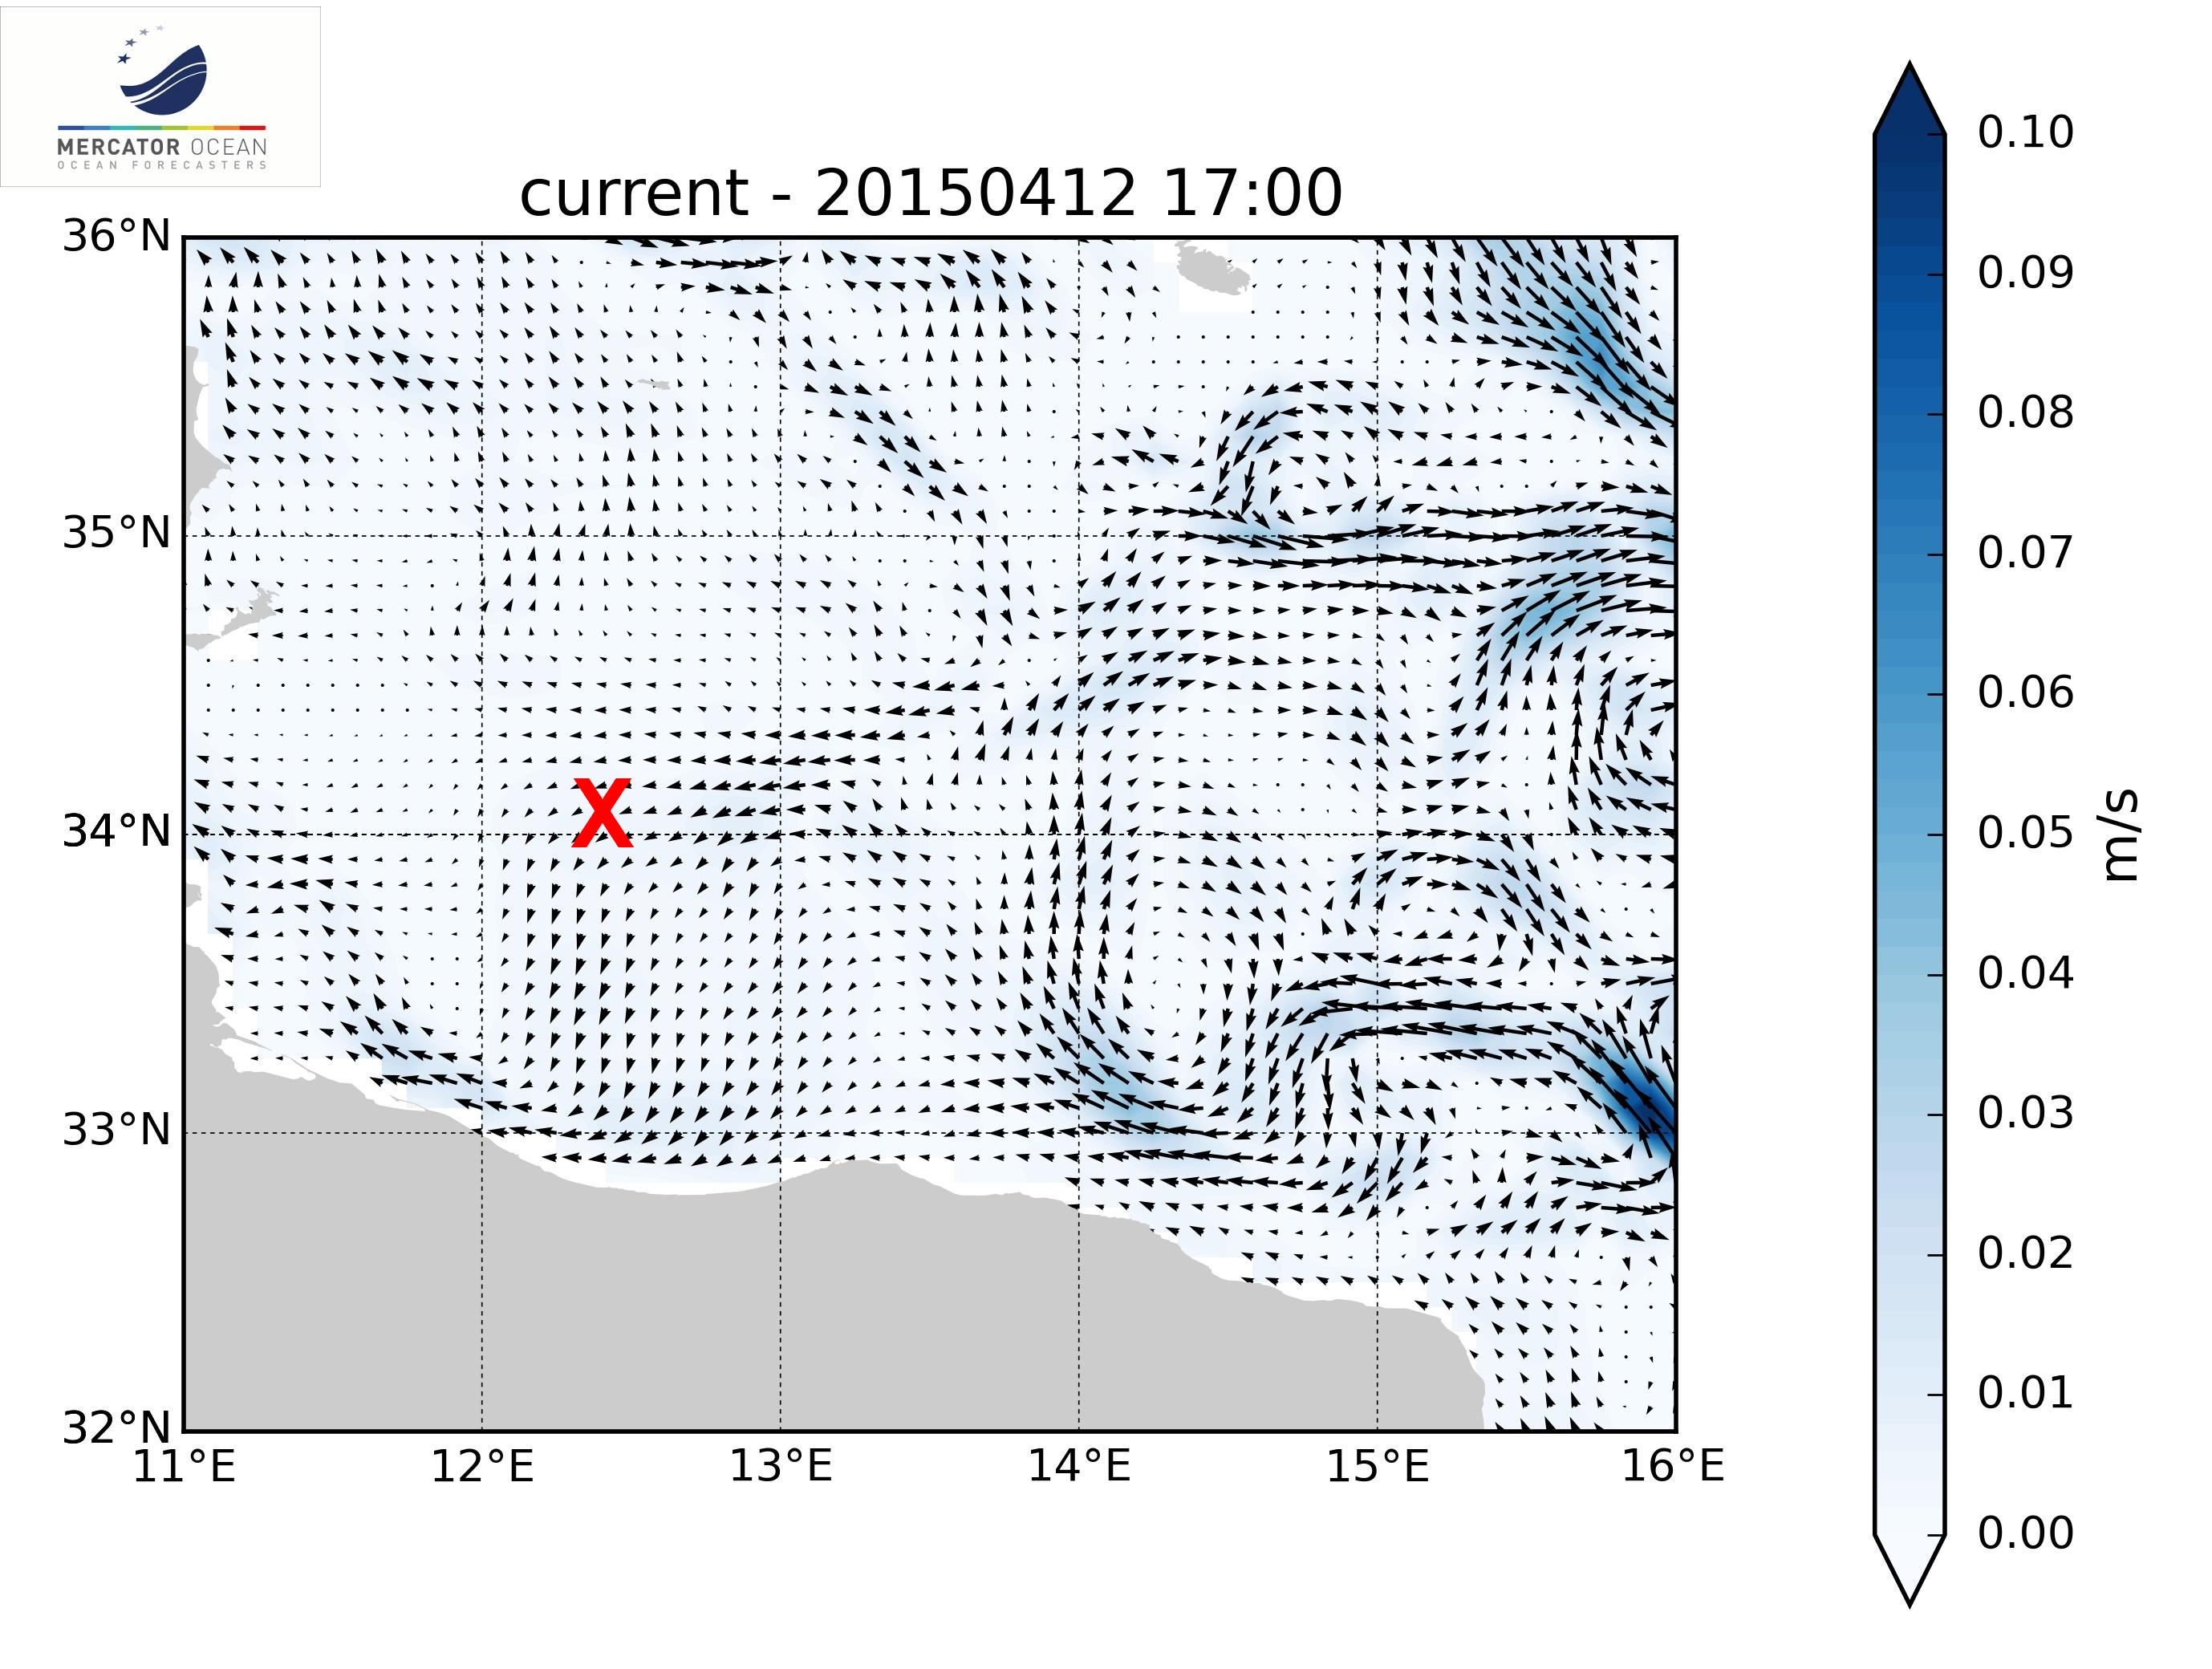 MERCATOR OCEAN
OCEAN FORECASTERS
current - 20150412 17:00
36°N
35°N
34°N
33°N
32°N
11°E 12°E 13°E 14°E 15°E 16°E
X
0.10
0.09
0.08
0.07
0.06
0.05
0.04
0.03
0.02
0.01
0.00
m/s